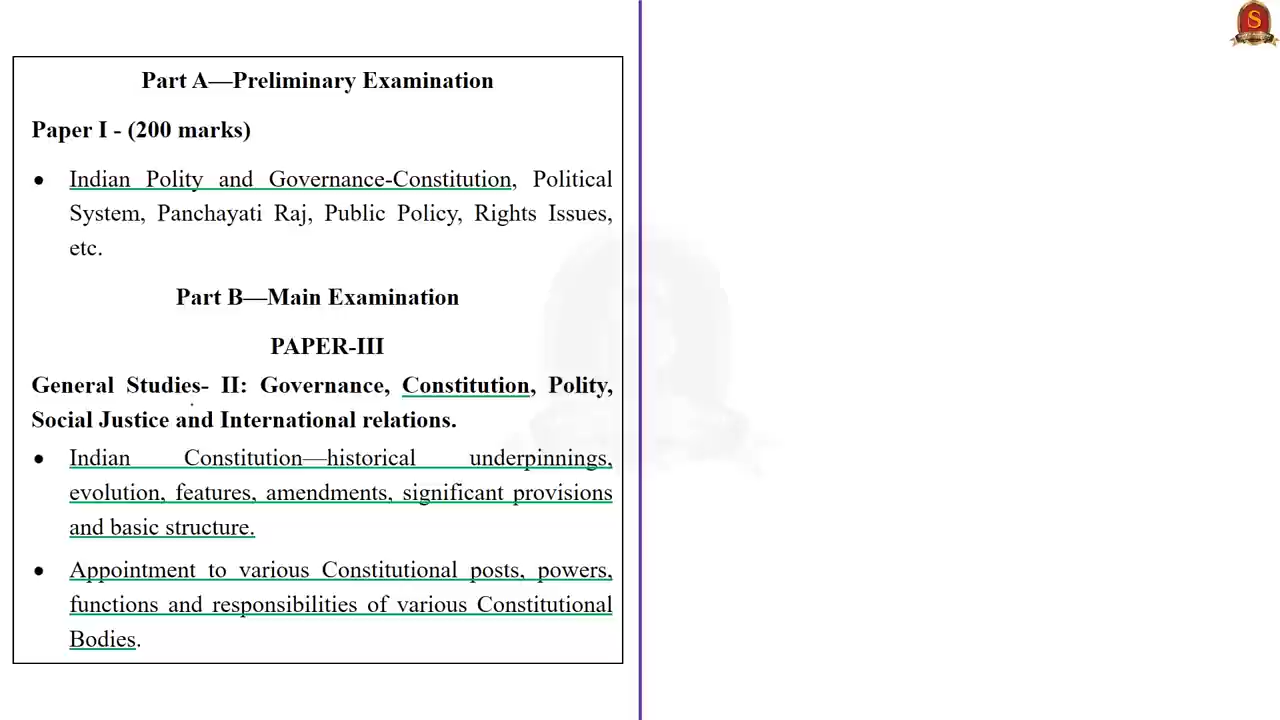 S
Part A—Preliminary Examination
Paper I - (200 marks)
● Indian Polity and Governance-Constitution, Political
System, Panchayati Raj, Public Policy, Rights Issues,
etc.
Part B—Main Examination
PAPER-III
General Studies- II: Governance, Constitution, Polity,
Social Justice and International relations.
● Indian Constitution—historical underpinnings,
evolution, features, amendments, significant provisions
and basic structure.
● Appointment to various Constitutional posts, powers,
functions and responsibilities of various Constitutional
Bodies.